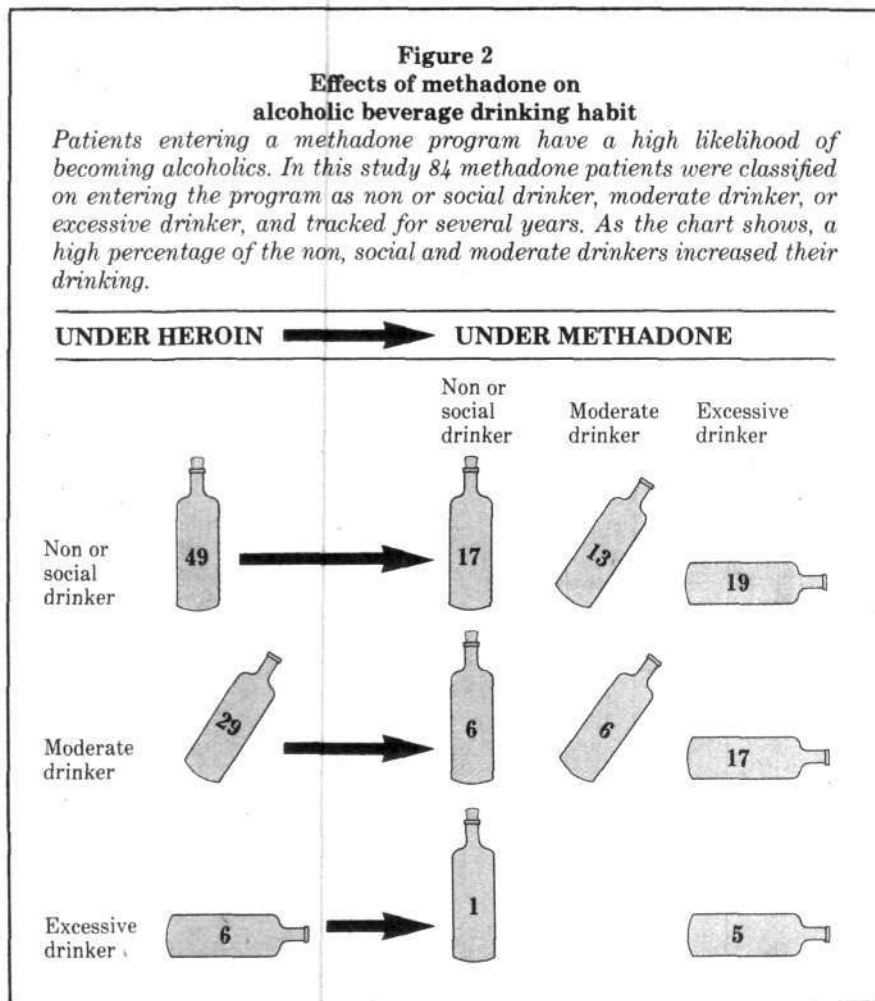 Figure 2
Effects of methadone on
alcoholic beverage drinking habit
Patients entering a methadone program have a high likelihood of
becoming alcoholics. In this study 84 methadone patients were classified
on entering the program as non or social drinker, moderate drinker, or
excessive drinker, and tracked for several years. As the chart shows, a
high percentage of the non, social and moderate drinkers increased their
drinking.
UNDER HEROIN UNDER METHADONE
Non or
social
drinker
Moderate
drinker
Excessive
drinker
Non or
social
drinker
49
17
13
19
Moderate
drinker
29
6
6
17
Excessive
drinker
6
1
5